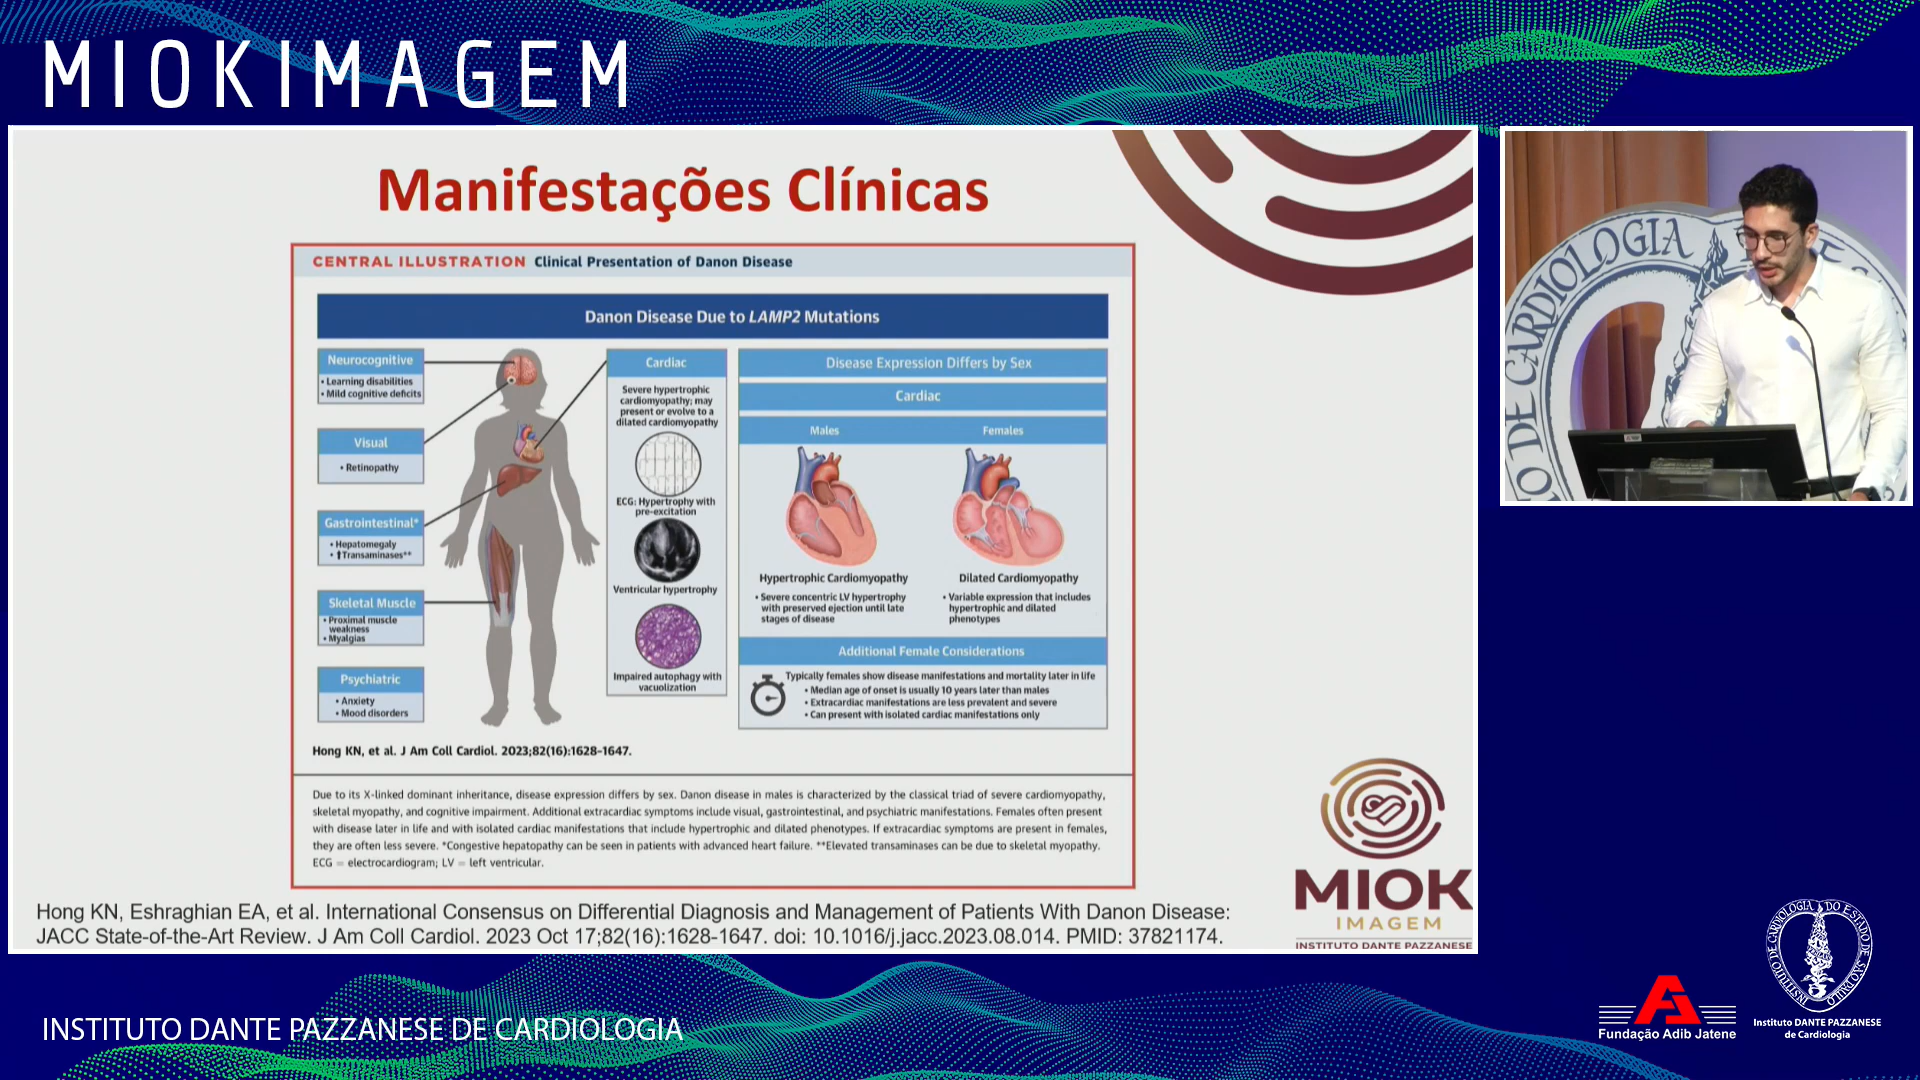 MIOKIMAGEM
Manifestações Clínicas
CENTRAL ILLUSTRATION Clinical Presentation of Danon Disease
Danon Disease Due to LAMP2 Mutations
Neurocognitive
• Learning disabilities
• Mild cognitive deficits
Visual
• Retinopathy
Gastrointestinal*
• Hepatomegaly
• ↑Transaminases**
Skeletal Muscle
• Proximal muscle
weakness
• Myalgias
Psychiatric
• Anxiety
• Mood disorders
Cardiac
Severe hypertrophic
cardiomyopathy; may
present or evolve to a
dilated cardiomyopathy
ECG: Hypertrophy with
pre-excitation
Ventricular hypertrophy
Impaired autophagy with
vacuolization
Disease Expression Differs by Sex
Cardiac
Males
Females
Hypertrophic Cardiomyopathy
• Severe concentric LV hypertrophy
with preserved ejection until late
stages of disease
Dilated Cardiomyopathy
• Variable expression that includes
hypertrophic and dilated
phenotypes
Additional Female Considerations
Typically females show disease manifestations and mortality later in life
• Median age of onset is usually 10 years later than males
• Extracardiac manifestations are less prevalent and severe
• Can present with isolated cardiac manifestations only
Hong KN, et al. J Am Coll Cardiol. 2023;82(16):1628-1647.
Due to its X-linked dominant inheritance, disease expression differs by sex. Danon disease in males is characterized by the classical triad of severe cardiomyopathy,
skeletal myopathy, and cognitive impairment. Additional extracardiac symptoms include visual, gastrointestinal, and psychiatric manifestations. Females often present
with disease later in life and with isolated cardiac manifestations that include hypertrophic and dilated phenotypes. If extracardiac symptoms are present in females,
they are often less severe. *Congestive hepatopathy can be seen in patients with advanced heart failure. **Elevated transaminases can be due to skeletal myopathy.
ECG = electrocardiogram; LV = left ventricular.
Hong KN, Eshraghian EA, et al. International Consensus on Differential Diagnosis and Management of Patients With Danon Disease:
JACC State-of-the-Art Review. J Am Coll Cardiol. 2023 Oct 17;82(16):1628-1647. doi: 10.1016/j.jacc.2023.08.014. PMID: 37821174.
MIOK
IMAGEM
INSTITUTO DANTE PAZZANESE
O DE CARDIOLOGIA
INSTITUTO DANTE PAZZANESE DE CARDIOLOGIA
Fundação Adib Jatene
INSTITUTO DE CARDIOLOGIA DO ESTADO DE SÃO PAULO
Instituto DANTE PAZZANESE
de Cardiologia